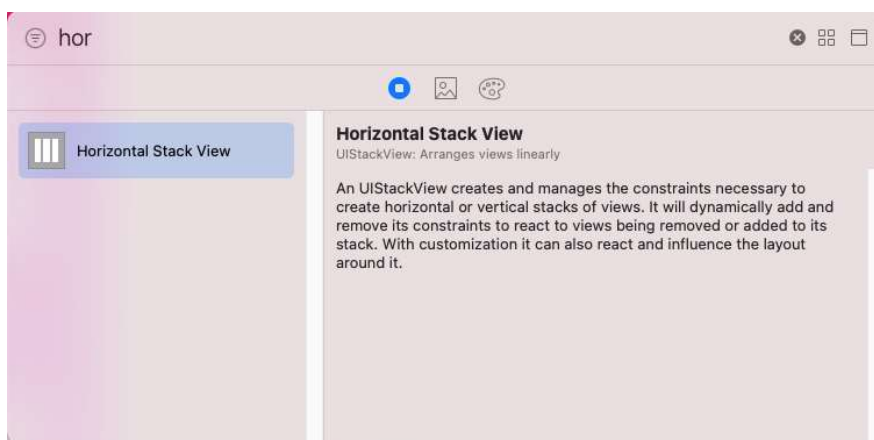 hor
Horizontal Stack View
Horizontal Stack View
UIStackView: Arranges views linearly
An UIStackView creates and manages the constraints necessary to
create horizontal or vertical stacks of views. It will dynamically add and
remove its constraints to react to views being removed or added to its
stack. With customization it can also react and influence the layout
around it.